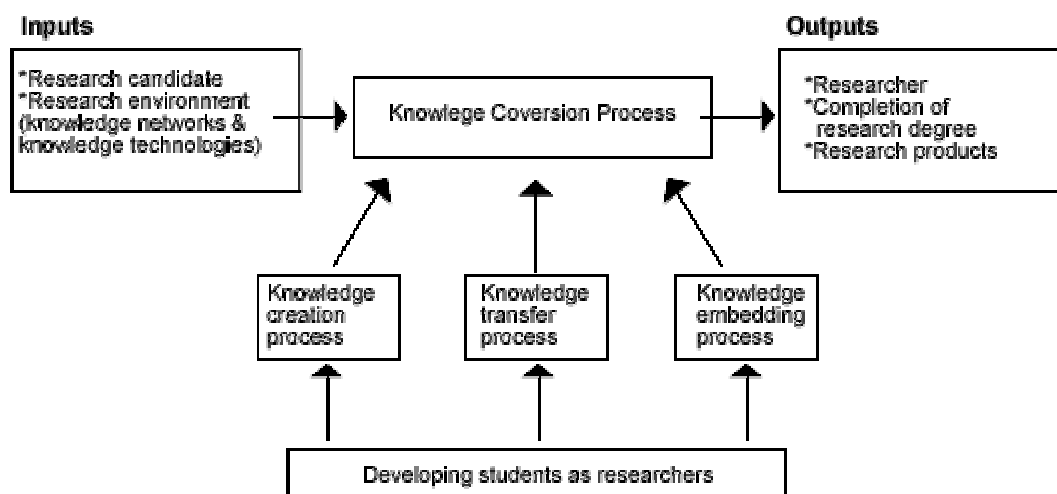 Inputs
Outputs
*Research candidate
*Research environment
(knowledge networks &
knowledge technologies)
Knowlege Coversion Process
*Researcher
*Completion of
research degree
*Research products
Knowledge
creation
process
Knowledge
transfer
process
Knowledge
embedding
process
Developing students as researchers